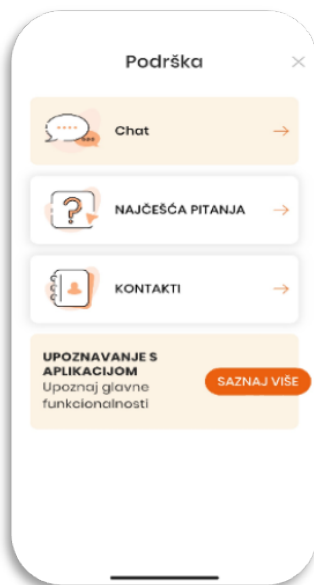 Podrška
Chat
NAJČEŠĆA PITANJA
KONTAKTI
UPOZNAVANJE S
APLIKACIJOM
Upoznaj glavne
funkcionalnosti
SAZNAJ VIŠE